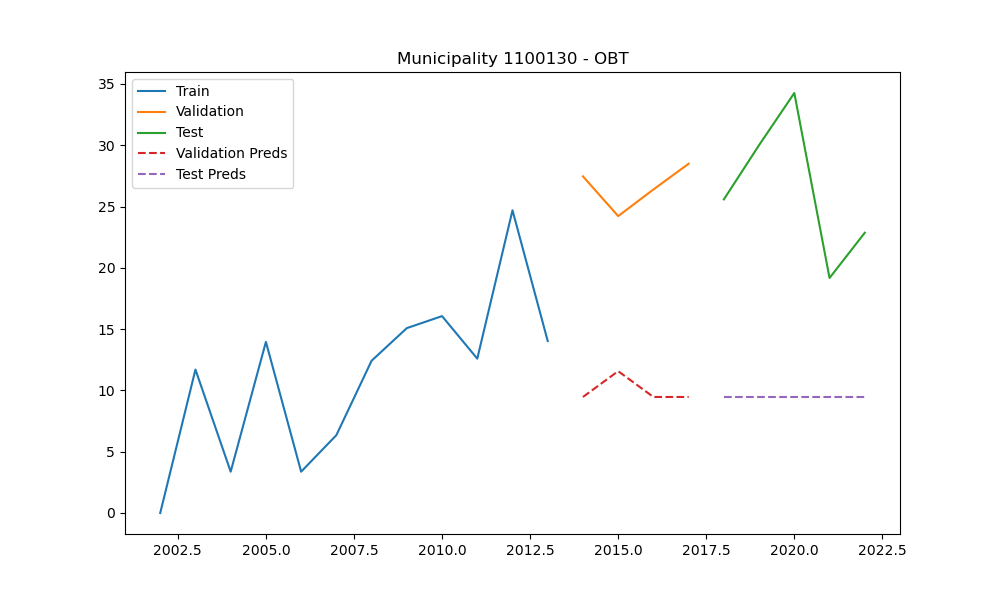 Municipality 1100130 - OBT
Train
Validation
Test
Validation Preds
Test Preds
35
30
25
20
15
10
5
0
2002.5 2005.0 2007.5 2010.0 2012.5 2015.0 2017.5 2020.0 2022.5